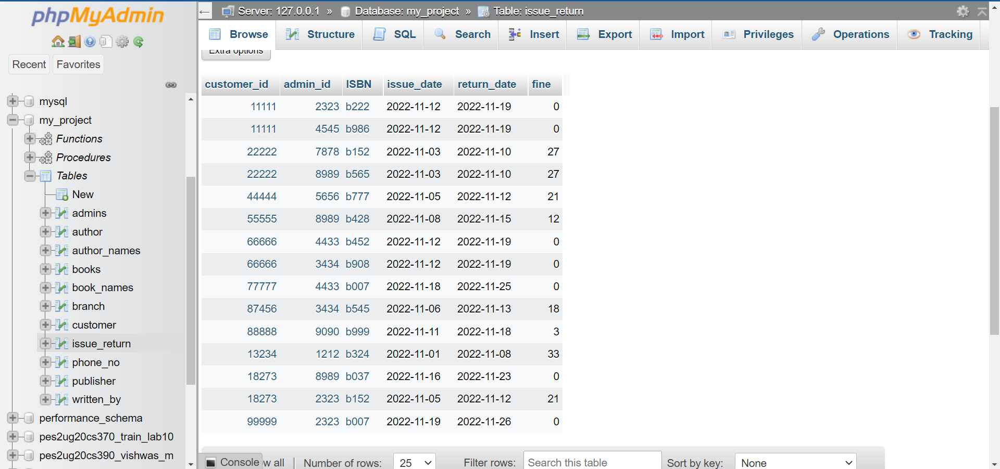 phpMyAdmin
Recent Favorites
mysql
my_project
Functions
Procedures
Tables
New
admins
author
author_names
books
book_names
branch
customer
issue_return
phone_no
publisher
written_by
performance_schema
pes2ug20cs370_train_lab10
pes2ug20cs390_vishwas_m
Server: 127.0.0.1 » Database: my_project » Table: issue_return
Browse Structure SQL Search Insert Export Import Privileges Operations Tracking
Extra options
customer_id admin_id ISBN issue_date return_date fine
11111 2323 b222 2022-11-12 2022-11-19 0
11111 4545 b986 2022-11-12 2022-11-19 0
22222 7878 b152 2022-11-03 2022-11-10 27
22222 8989 b565 2022-11-03 2022-11-10 27
44444 5656 b777 2022-11-05 2022-11-12 21
55555 8989 b428 2022-11-08 2022-11-15 12
66666 4433 b452 2022-11-12 2022-11-19 0
66666 3434 b908 2022-11-12 2022-11-19 0
77777 4433 b007 2022-11-18 2022-11-25 0
87456 3434 b545 2022-11-06 2022-11-13 18
88888 9090 b999 2022-11-11 2022-11-18 3
13234 1212 b324 2022-11-01 2022-11-08 33
18273 8989 b037 2022-11-16 2022-11-23 0
18273 2323 b152 2022-11-05 2022-11-12 21
99999 2323 b007 2022-11-19 2022-11-26 0
Console w all Number of rows: 25 Filter rows: Search this table Sort by key: None